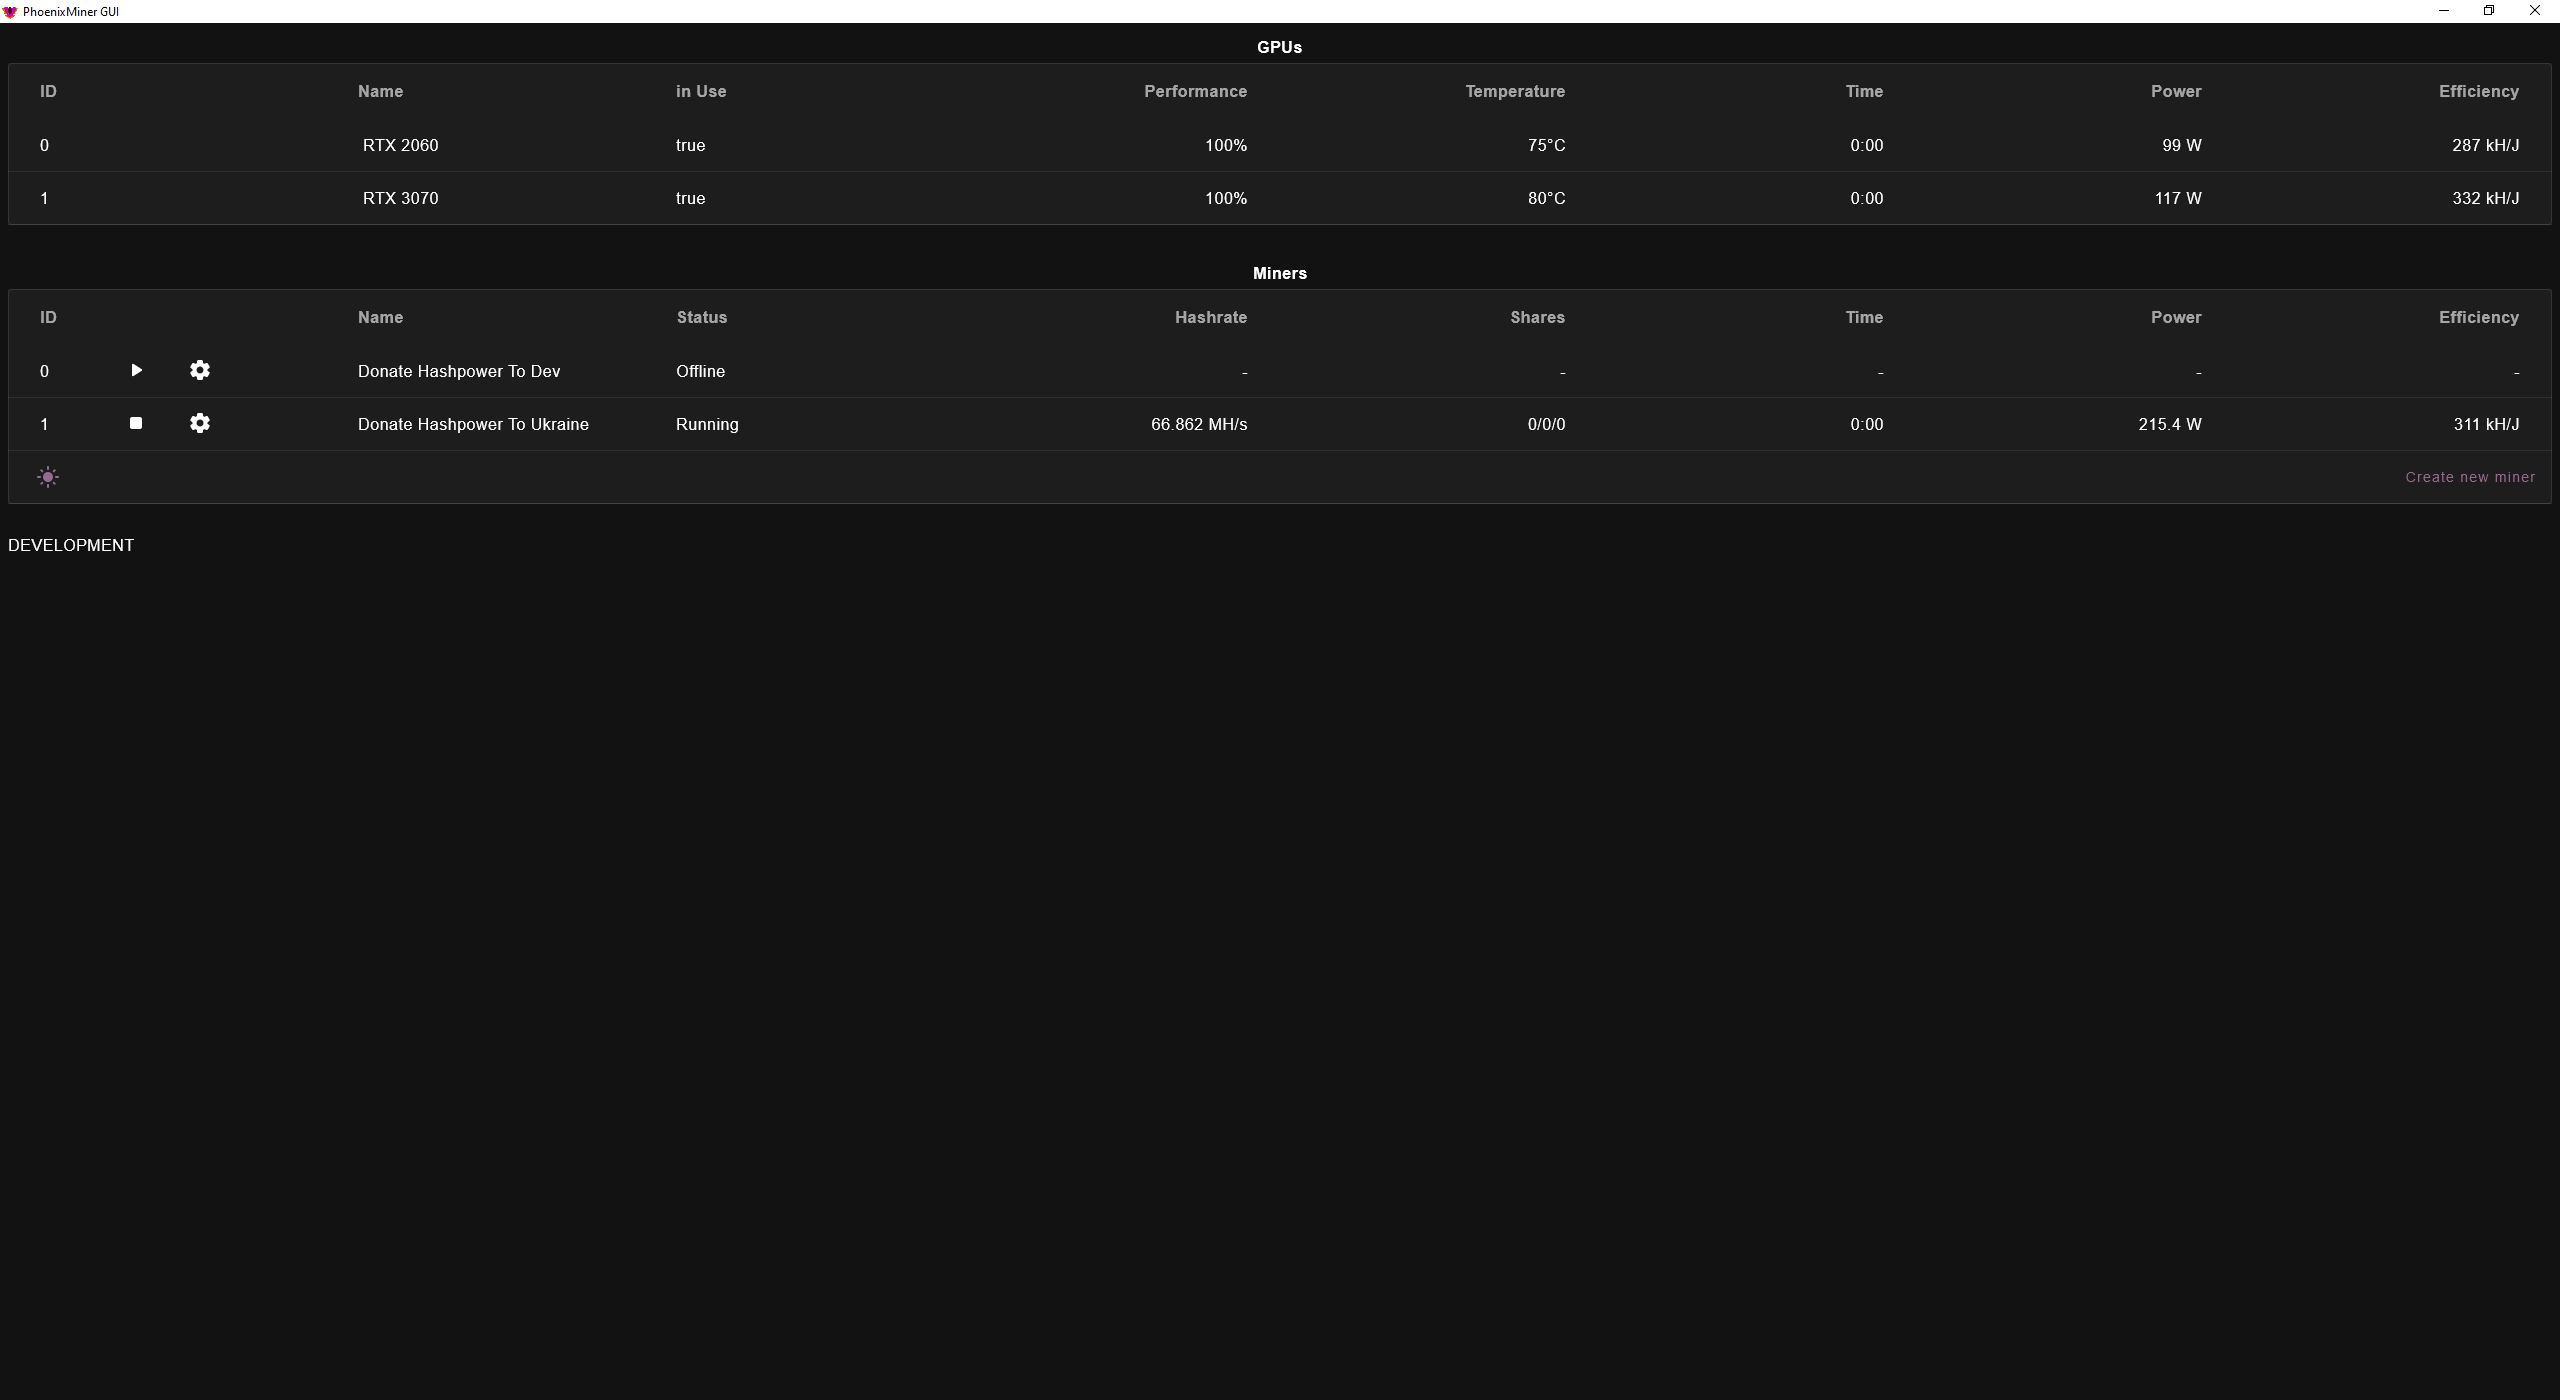 PhoenixMiner GUI
GPUs
ID Name in Use Performance Temperature Time Power Efficiency
0 RTX 2060 true 100% 75°C 0:00 99 W 287 kH/J
1 RTX 3070 true 100% 80°C 0:00 117 W 332 kH/J
Miners
ID Name Status Hashrate Shares Time Power Efficiency
0 Donate Hashpower To Dev Offline - - - - -
1 Donate Hashpower To Ukraine Running 66.862 MH/s 0/0/0 0:00 215.4 W 311 kH/J
Create new miner
DEVELOPMENT